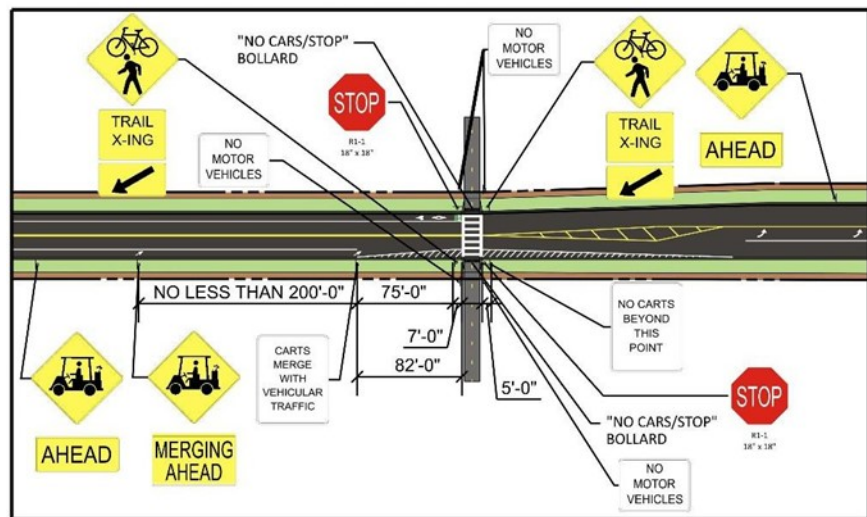 "NO CARS/STOP"
BOLLARD
NO
MOTOR
VEHICLES
STOP
R1-1
18" x 18"
TRAIL
X-ING
NO
MOTOR
VEHICLES
TRAIL
X-ING
AHEAD
NO LESS THAN 200'-0"
75'-0"
7'-0"
82'-0"
5'-0"
CARTS
MERGE
WITH
VEHICULAR
TRAFFIC
NO CARTS
BEYOND
THIS
POINT
AHEAD
MERGING
AHEAD
STOP
R1-1
18" x 18"
"NO CARS/STOP"
BOLLARD
NO
MOTOR
VEHICLES